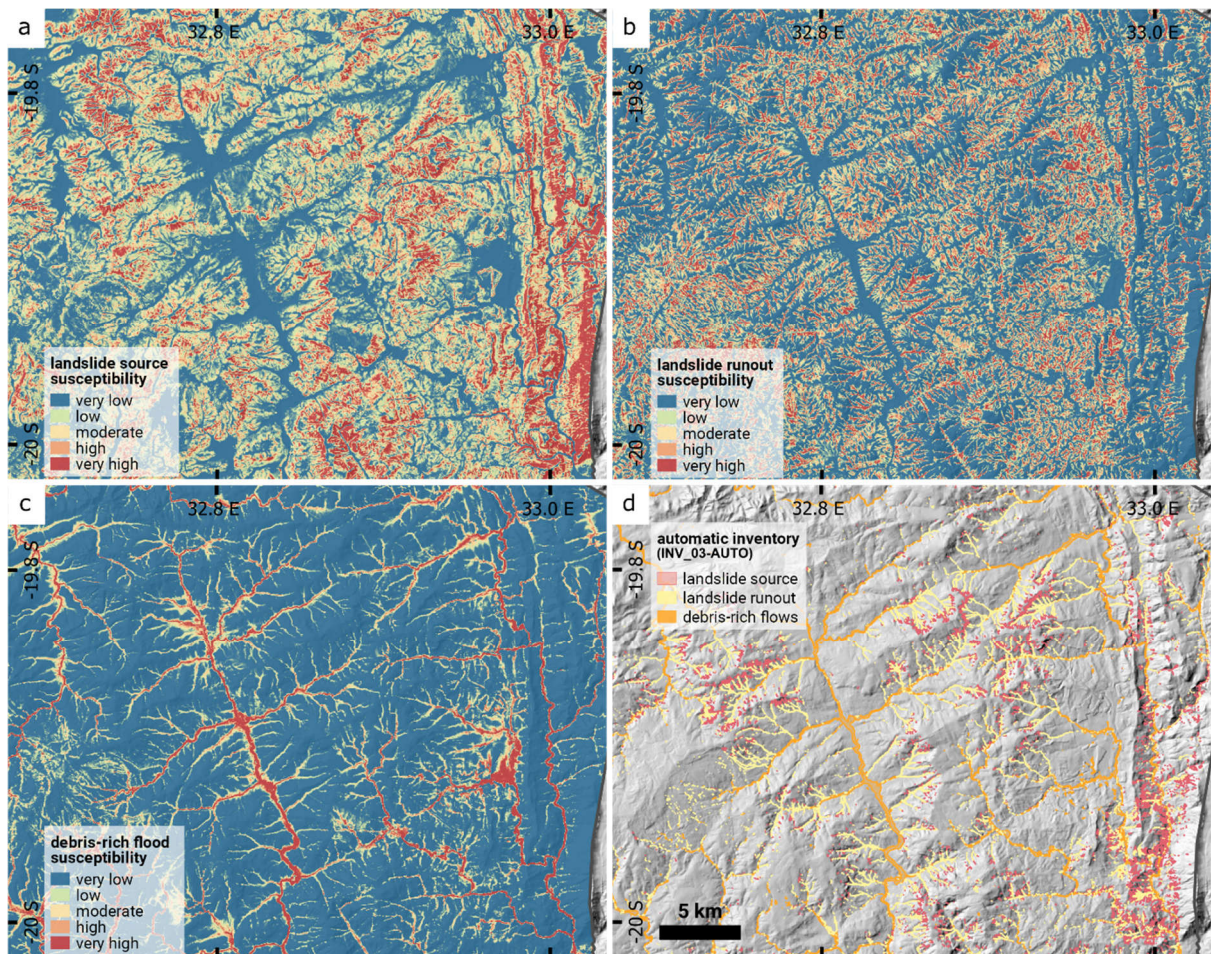 a
32.8 E
33.0 E
-19.8 S
-20 S
landslide source
susceptibility
very low
low
moderate
high
very high
b
32.8 E
33.0 E
-19.8 S
-20 S
landslide runout
susceptibility
very low
low
moderate
high
very high
c
32.8 E
33.0 E
-19.8 S
-20 S
debris-rich flood
susceptibility
very low
low
moderate
high
very high
d
32.8 E
33.0 E
-19.8 S
-20 S
automatic inventory
(INV_03-AUTO)
landslide source
landslide runout
debris-rich flows
5 km